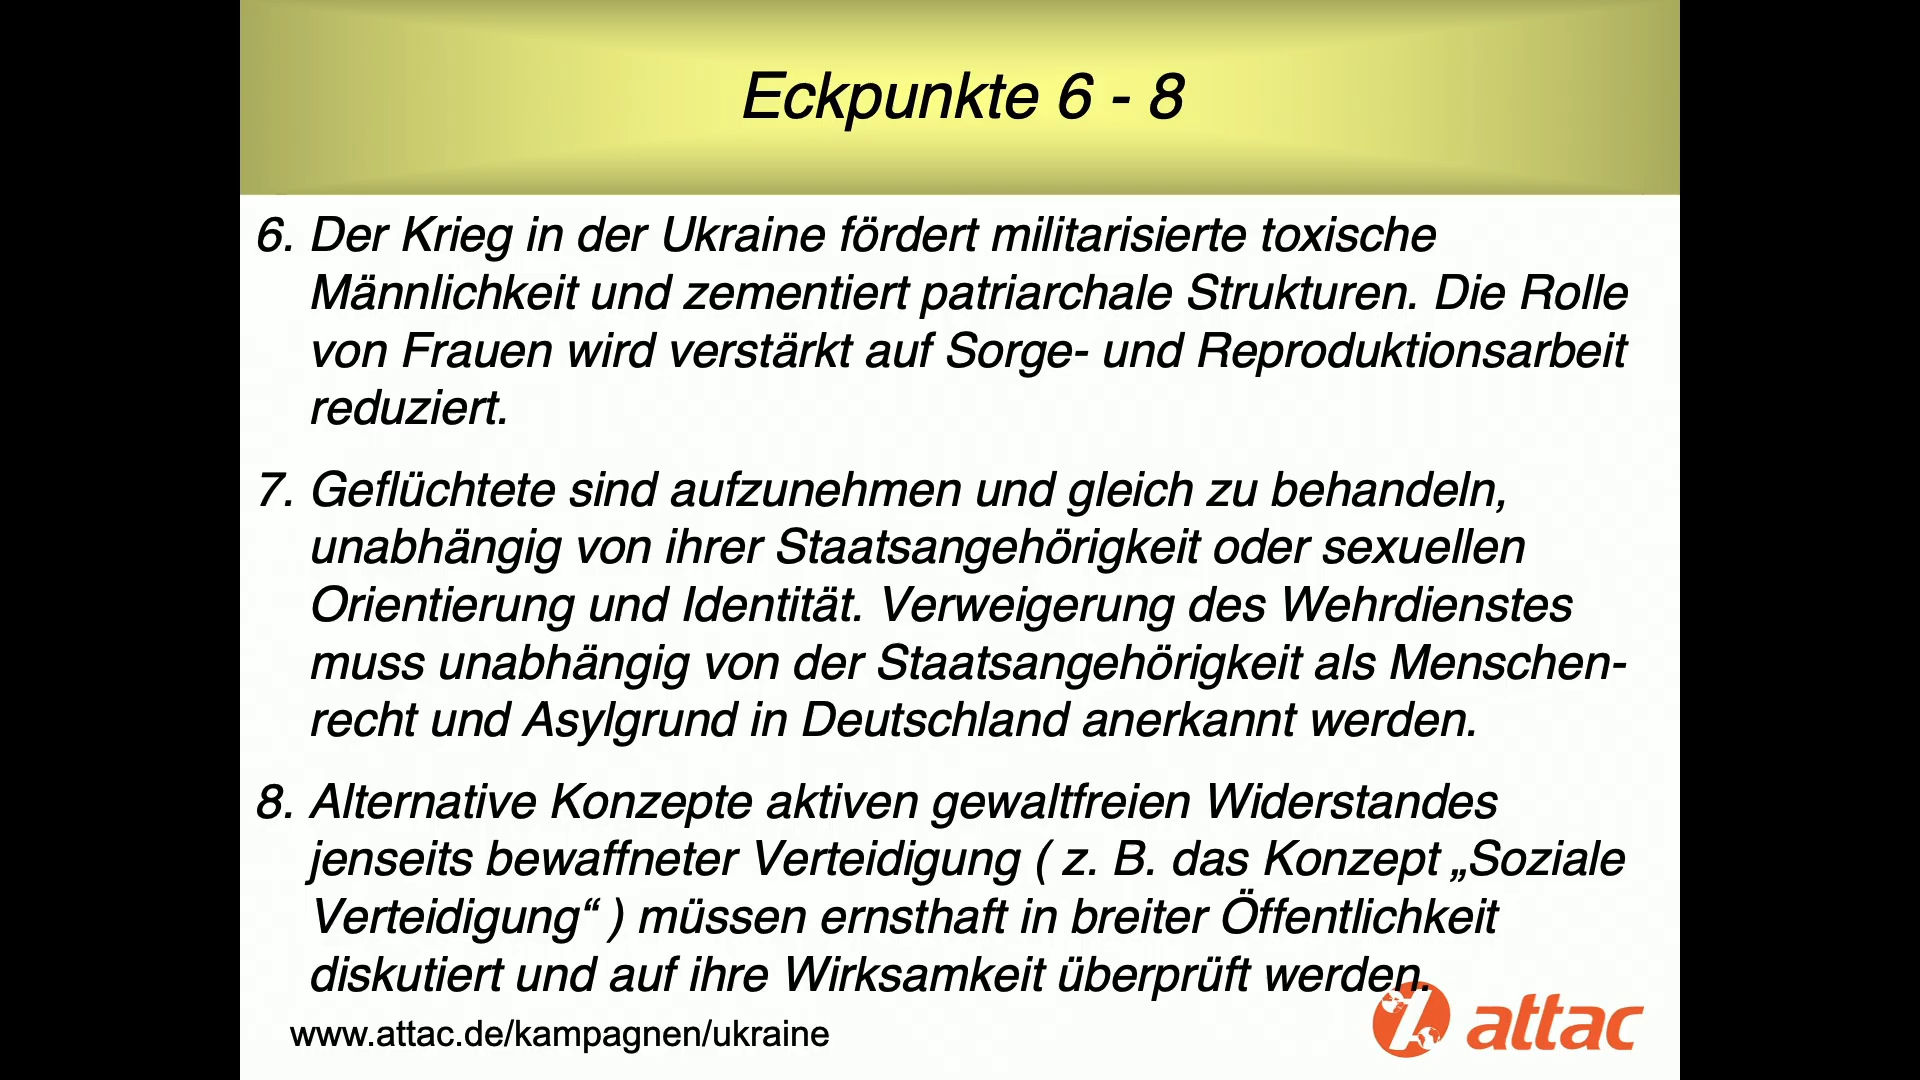 Eckpunkte 6 - 8
6. Der Krieg in der Ukraine fördert militarisierte toxische
Männlichkeit und zementiert patriarchale Strukturen. Die Rolle
von Frauen wird verstärkt auf Sorge- und Reproduktionsarbeit
reduziert.
7. Geflüchtete sind aufzunehmen und gleich zu behandeln,
unabhängig von ihrer Staatsangehörigkeit oder sexuellen
Orientierung und Identität. Verweigerung des Wehrdienstes
muss unabhängig von der Staatsangehörigkeit als Menschen-
recht und Asylgrund in Deutschland anerkannt werden.
8. Alternative Konzepte aktiven gewaltfreien Widerstandes
jenseits bewaffneter Verteidigung ( z. B. das Konzept „Soziale
Verteidigung“ ) müssen ernsthaft in breiter Öffentlichkeit
diskutiert und auf ihre Wirksamkeit überprüft werden.
www.attac.de/kampagnen/ukraine
attac